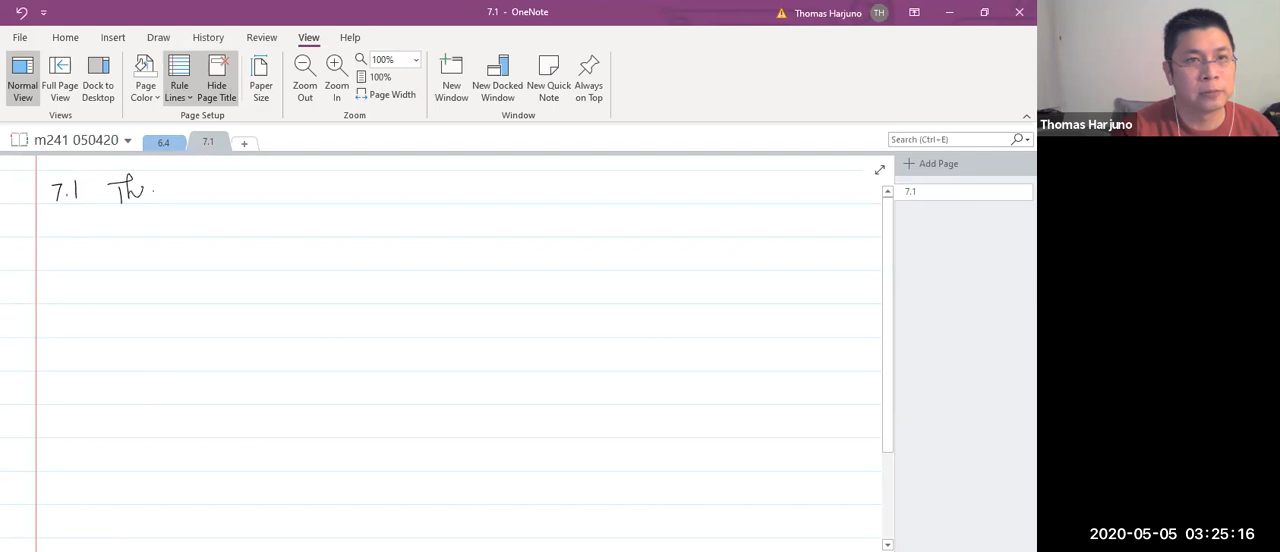 7.1 - OneNote
Thomas Harjuno TH
File Home Insert Draw History Review View Help
Normal View
Full Page View
Dock to Desktop
Page Color
Rule Lines
Hide Page Title
Paper Size
Zoom Out
Zoom In
100%
100%
Page Width
New Window
New Docked Window
New Quick Note
Always on Top
Views Page Setup Zoom Window
Thomas Harjuno
m241 050420 6.4 7.1
Search (Ctrl+E)
Add Page
7.1
7.1 Th
2020-05-05 03:25:16